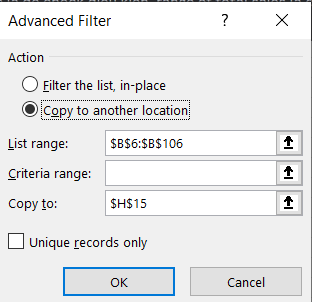 Advanced Filter ? ×
Action
Filter the list, in-place
Copy to another location
List range: $B$6:$B$106
Criteria range:
Copy to: $H$15
Unique records only
OK Cancel